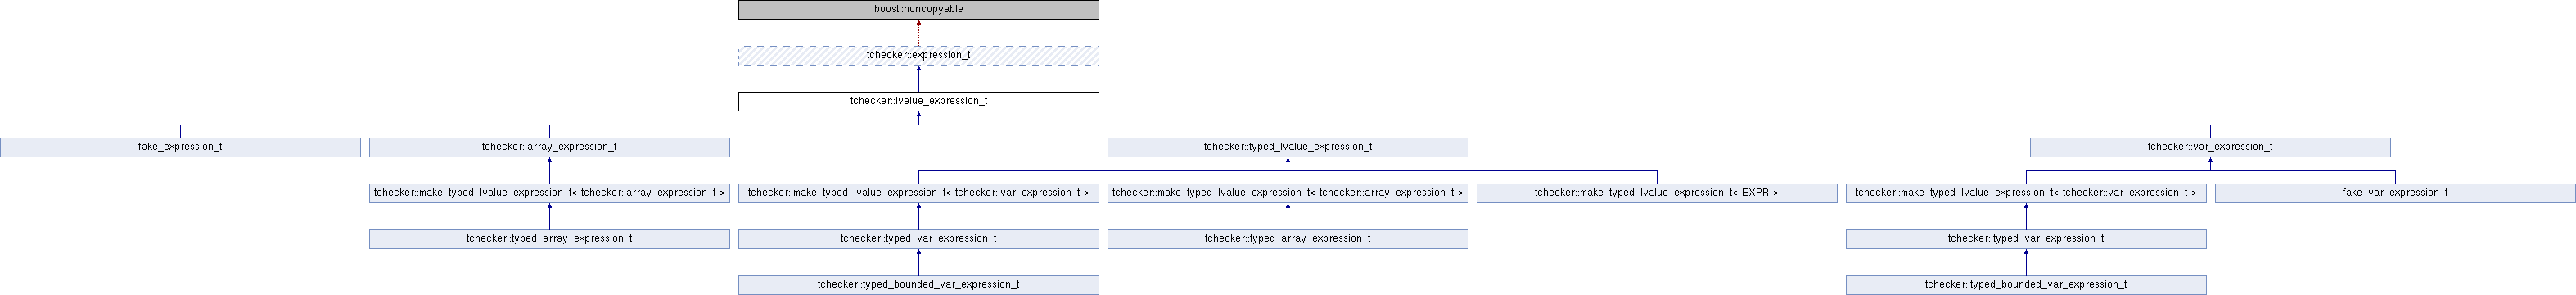 boost::noncopyable
tchecker::expression_t
tchecker::lvalue_expression_t
fake_expression_t
tchecker::array_expression_t
tchecker::typed_lvalue_expression_t
tchecker::var_expression_t
tchecker::make_typed_lvalue_expression_t< tchecker::array_expression_t >
tchecker::make_typed_lvalue_expression_t< tchecker::var_expression_t >
tchecker::make_typed_lvalue_expression_t< tchecker::array_expression_t >
tchecker::make_typed_lvalue_expression_t< EXPR >
tchecker::make_typed_lvalue_expression_t< tchecker::var_expression_t >
fake_var_expression_t
tchecker::typed_array_expression_t
tchecker::typed_var_expression_t
tchecker::typed_array_expression_t
tchecker::typed_var_expression_t
tchecker::typed_bounded_var_expression_t
tchecker::typed_bounded_var_expression_t